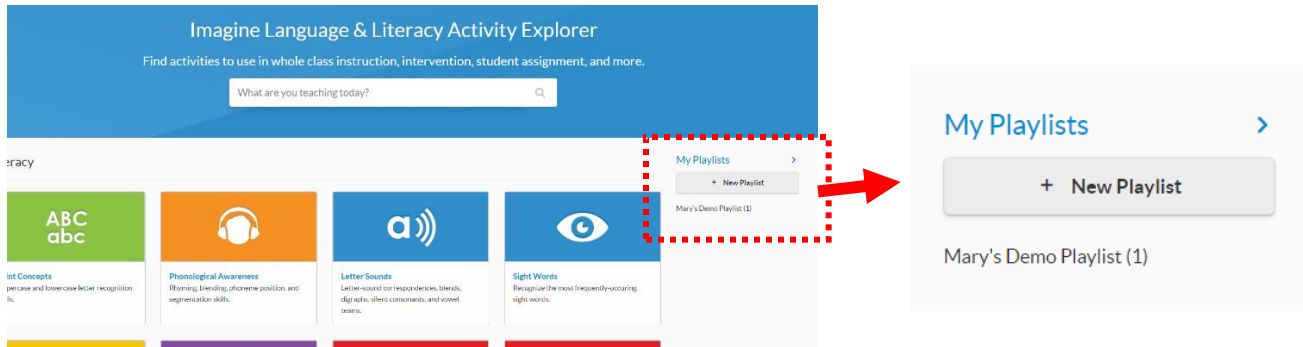 Imagine Language & Literacy Activity Explorer
Find activities to use in whole class instruction, intervention, student assignment, and more.
What are you teaching today?
eracy
My Playlists
+ New Playlist
Mary's Demo Playlist (1)
ABC
abc
a
int Concepts
percase and lowercase letter recognition
lls.
Phonological Awareness
Rhyming, blending, phoneme position, and
segmentation skills.
Letter Sounds
Letter-sound correspondences, blends,
digraphs, silent consonants, and vowel
teams.
Sight Words
Recognize the most frequently-occuring
sight words.
My Playlists
+ New Playlist
Mary's Demo Playlist (1)